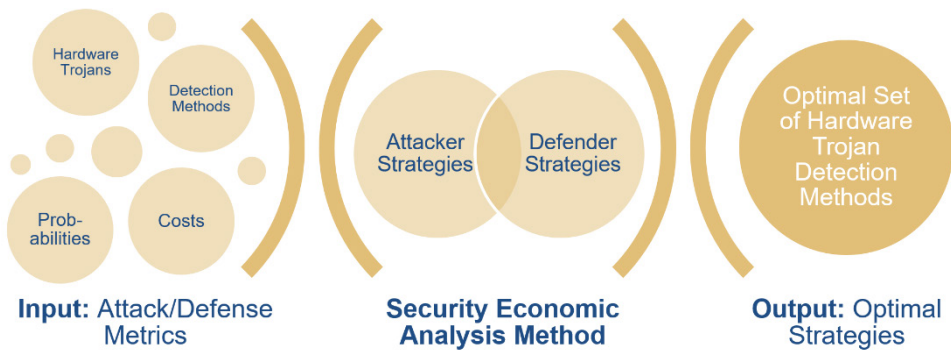 Hardware
Trojans
Detection
Methods
Prob-
abilities
Costs
Input: Attack/Defense
Metrics
Attacker
Strategies
Defender
Strategies
Security Economic
Analysis Method
Optimal Set
of Hardware
Trojan
Detection
Methods
Output: Optimal
Strategies